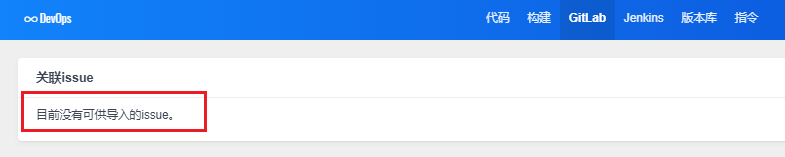 ∞ DevOps 代码 构建 GitLab Jenkins 版本库 指令
关联issue
目前没有可供导入的issue。